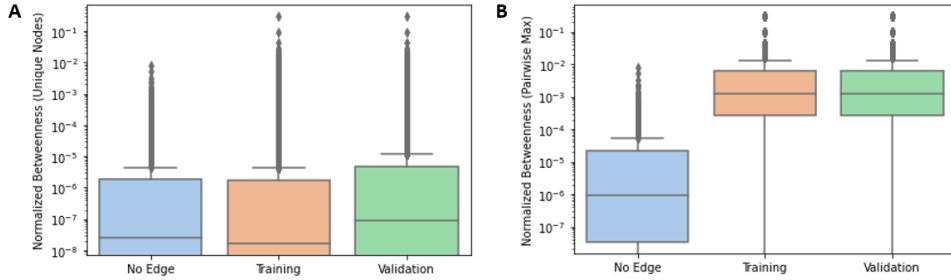 A
Normalized Betweenness (Unique Nodes)
10⁻¹
10⁻²
10⁻³
10⁻⁴
10⁻⁵
10⁻⁶
10⁻⁷
10⁻⁸
No Edge Training Validation
B
Normalized Betweenness (Pairwise Max)
10⁻¹
10⁻²
10⁻³
10⁻⁴
10⁻⁵
10⁻⁶
10⁻⁷
No Edge Training Validation